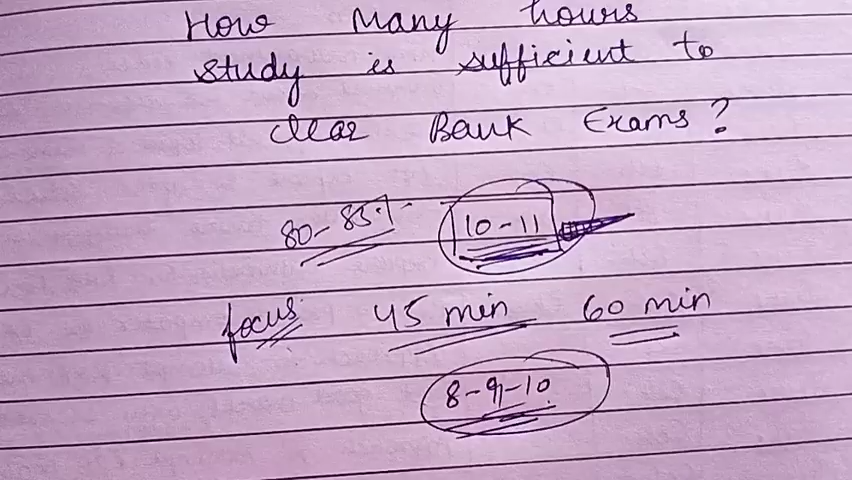 How Many hours
study is sufficient to
clear Bank Exams?
80-85% 10-11
focus 45 min 60 min
8-9-10